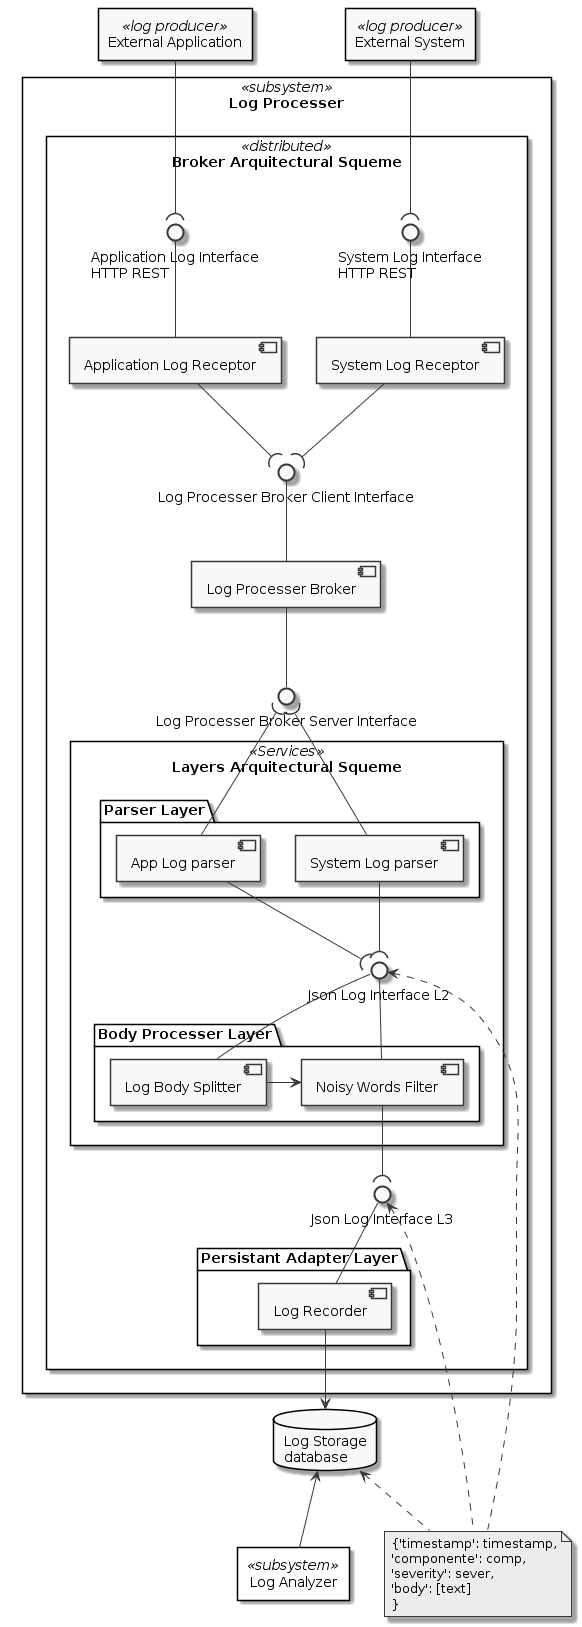 «log producer»
External Application
«log producer»
External System
«subsystem»
Log Processer
«distributed»
Broker Arquitectural Squeme
Application Log Interface
HTTP REST
System Log Interface
HTTP REST
Application Log Receptor
System Log Receptor
Log Processer Broker Client Interface
Log Processer Broker
Log Processer Broker Server Interface
«Services»
Layers Arquitectural Squeme
Parser Layer
App Log parser
System Log parser
Json Log Interface L2
Body Processer Layer
Log Body Splitter
Noisy Words Filter
Json Log Interface L3
Persistant Adapter Layer
Log Recorder
Log Storage
database
«subsystem»
Log Analyzer
{'timestamp': timestamp,
'componente': comp,
'severity': sever,
'body': [text]
}